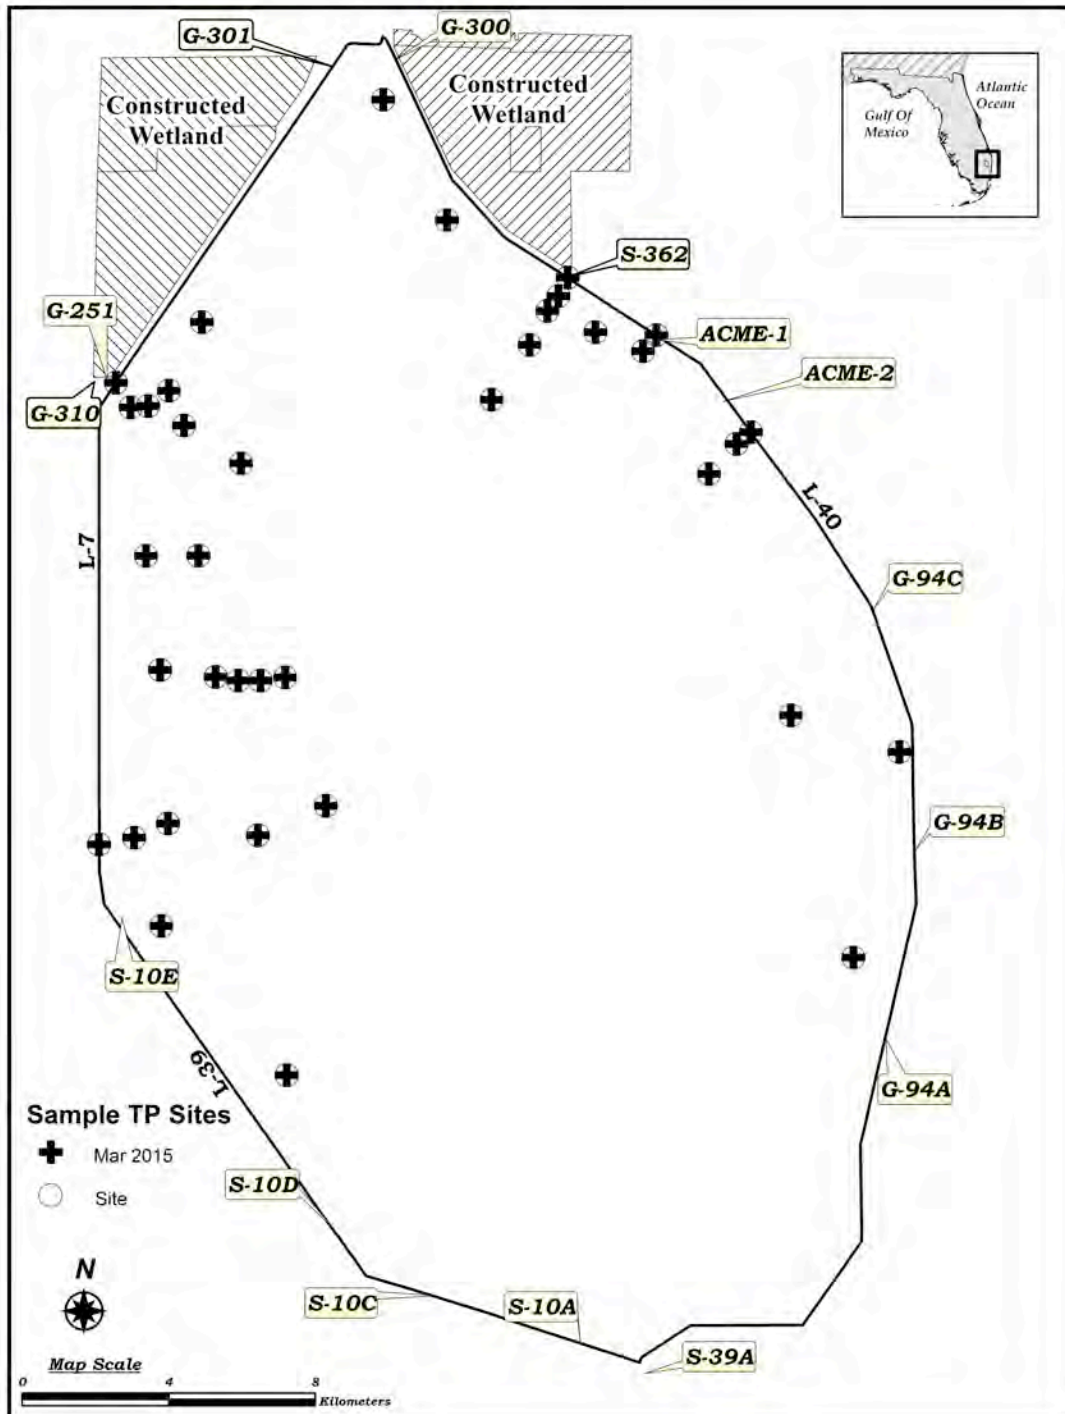 G-301
G-300
Constructed
Wetland
Constructed
Wetland
Atlantic
Ocean
Gulf Of
Mexico
S-362
G-251
ACME-1
ACME-2
G-310
L-40
L-7
G-94C
G-94B
S-10E
L-39
G-94A
Sample TP Sites
Mar 2015
Site
S-10D
N
S-10C
S-10A
S-39A
Map Scale
0 4 8
Kilometers